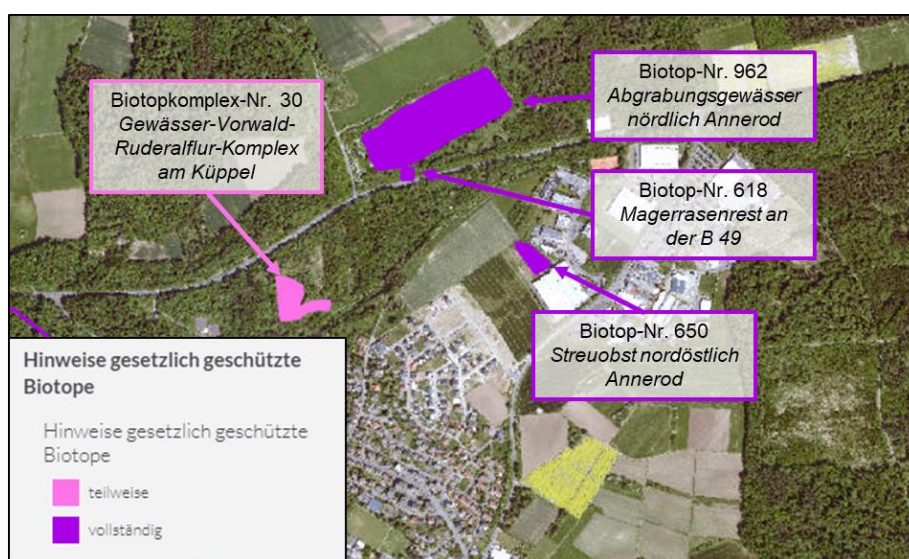 Biotopkomplex-Nr. 30
Gewässer-Vorwald-
Ruderalflur-Komplex
am Küppel
Biotop-Nr. 962
Abgrabungsgewässer
nördlich Annerod
Biotop-Nr. 618
Magerrasenrest an
der B 49
Biotop-Nr. 650
Streuobst nordöstlich
Annerod
Hinweise gesetzlich geschützte
Biotope
Hinweise gesetzlich geschützte
Biotope
teilweise
vollständig